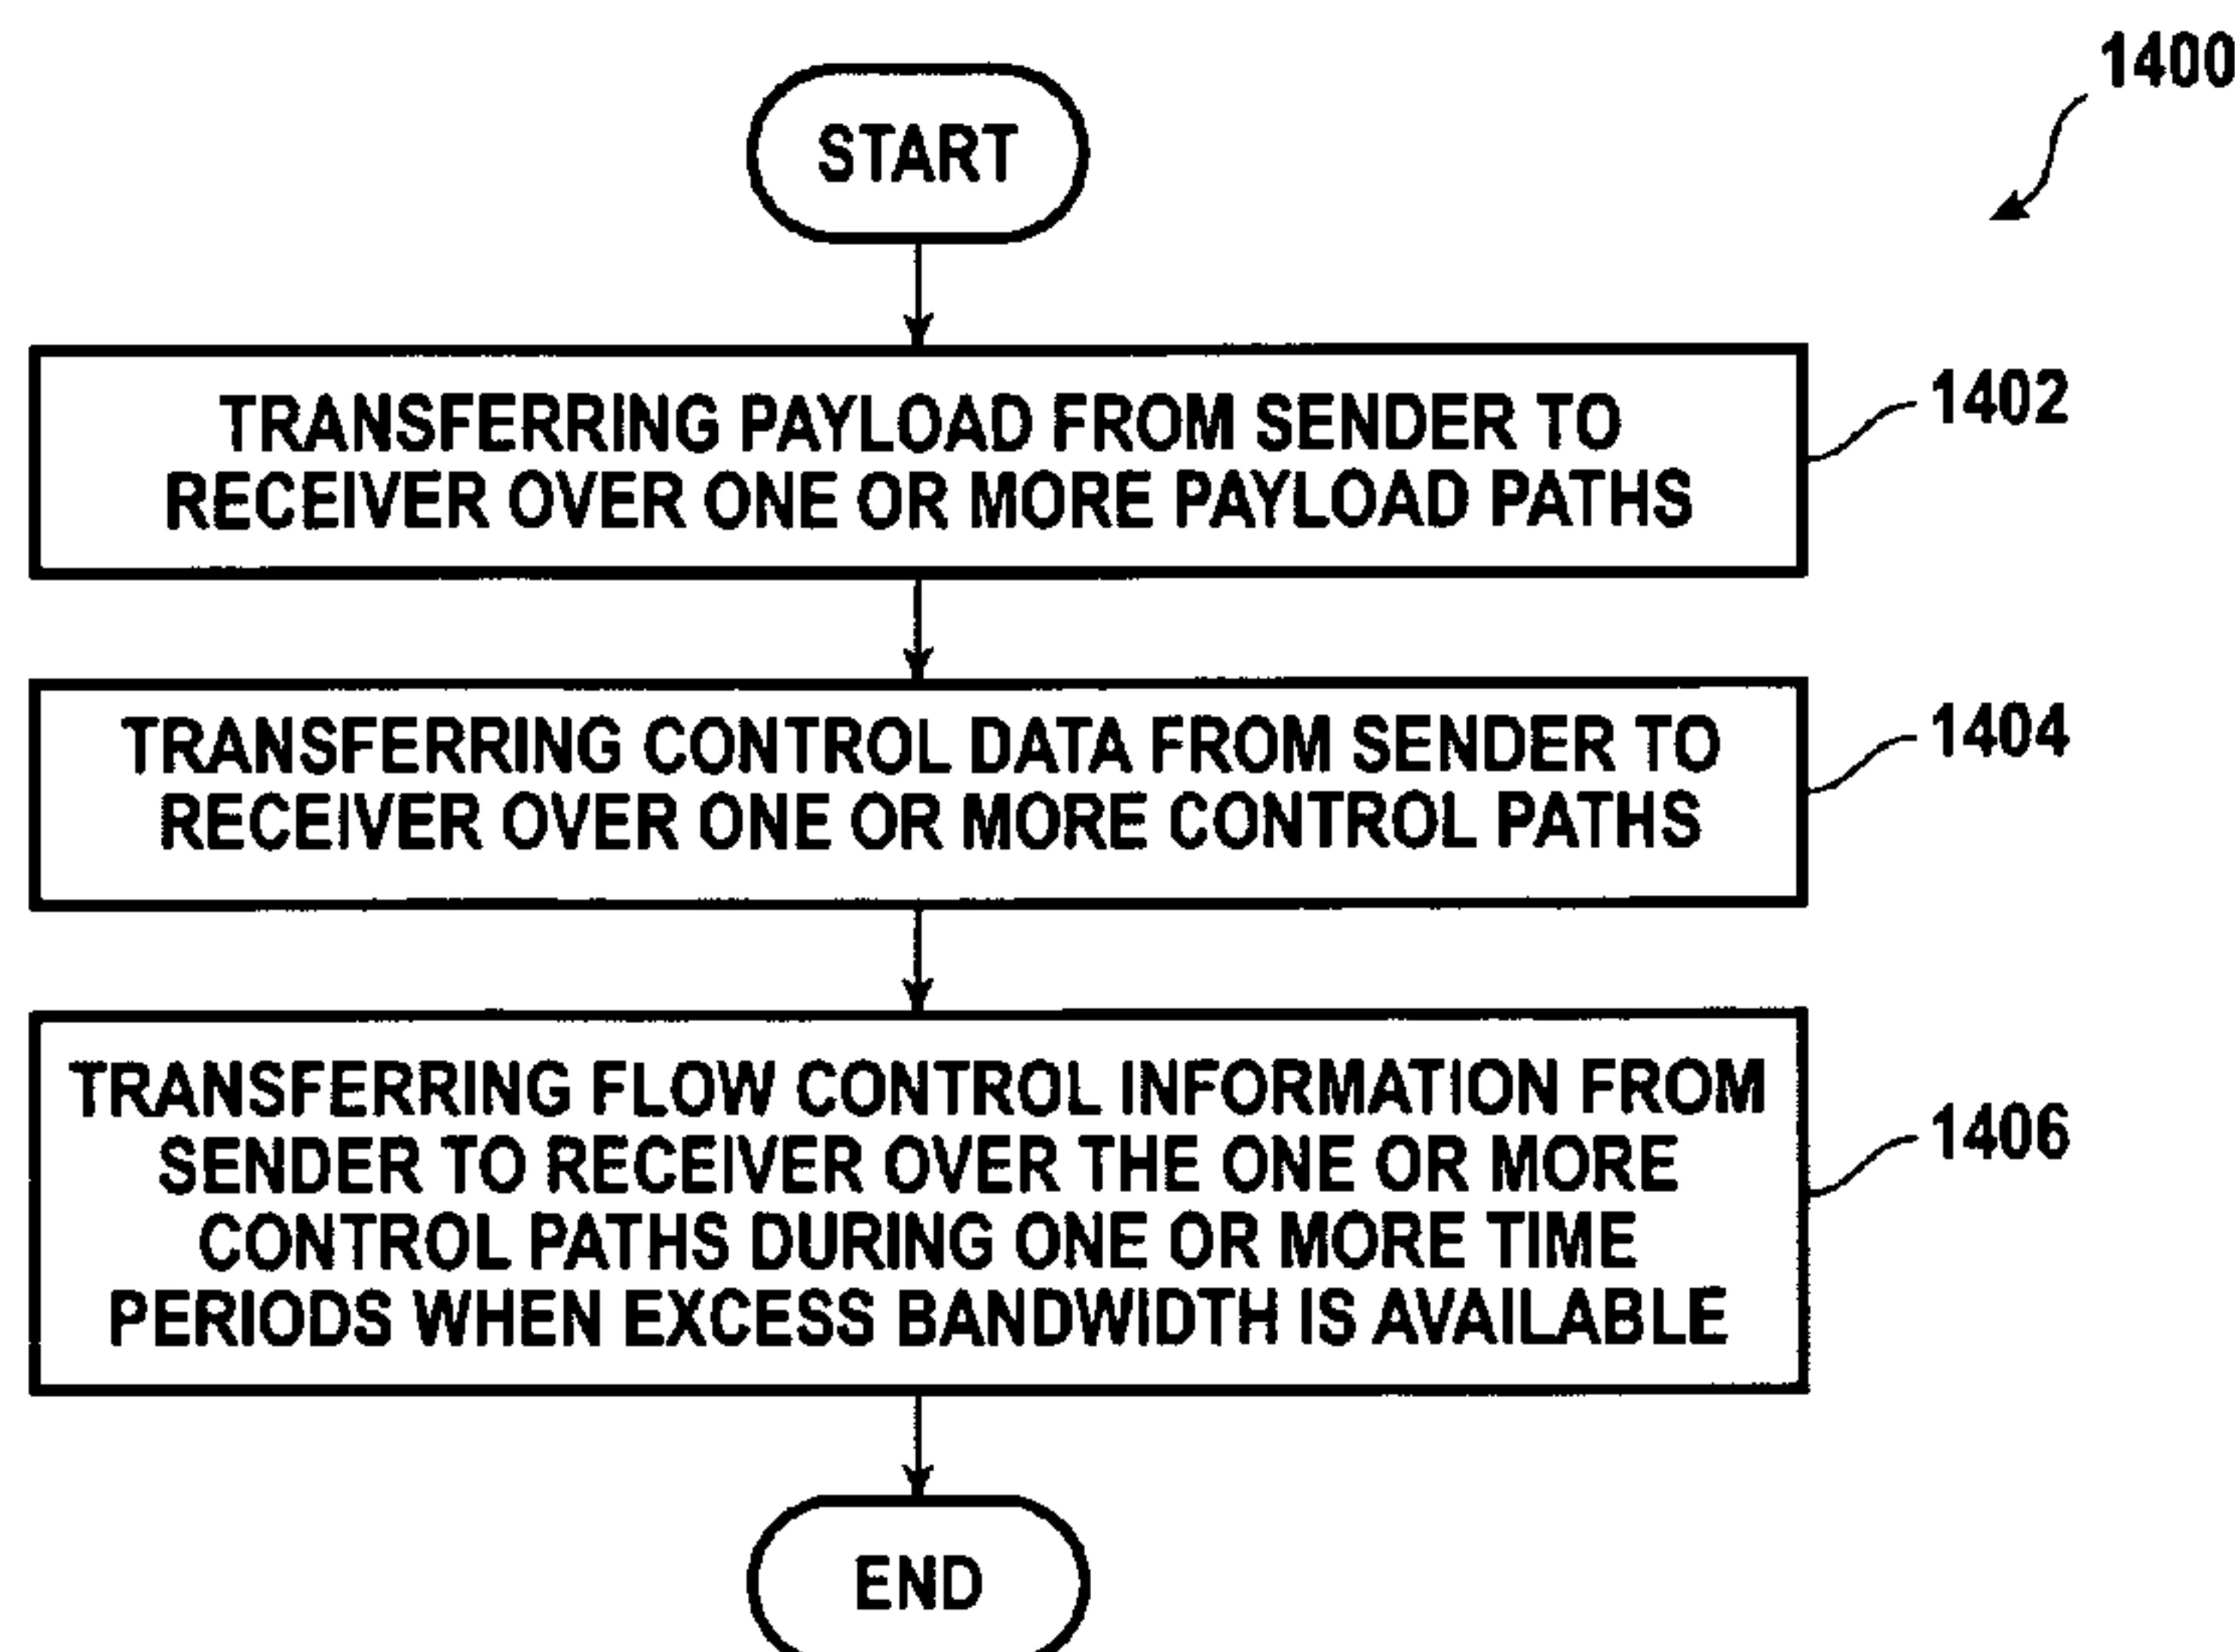 1400
START
TRANSFERRING PAYLOAD FROM SENDER TO
RECEIVER OVER ONE OR MORE PAYLOAD PATHS
1402
TRANSFERRING CONTROL DATA FROM SENDER TO
RECEIVER OVER ONE OR MORE CONTROL PATHS
1404
TRANSFERRING FLOW CONTROL INFORMATION FROM
SENDER TO RECEIVER OVER THE ONE OR MORE
CONTROL PATHS DURING ONE OR MORE TIME
PERIODS WHEN EXCESS BANDWIDTH IS AVAILABLE
1406
END